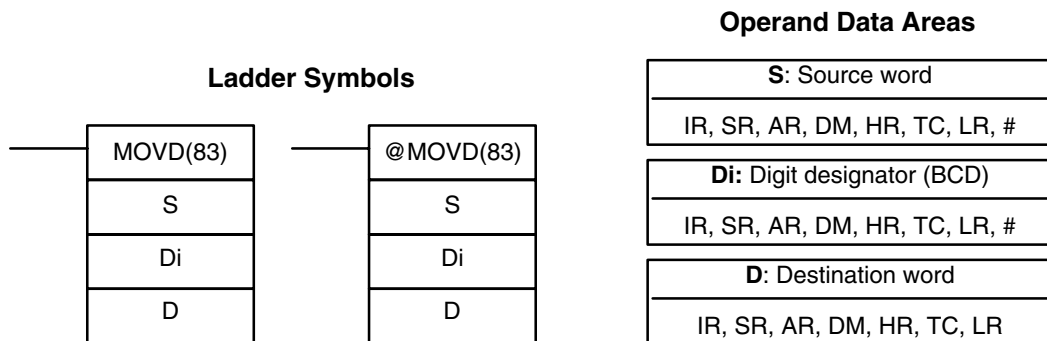 Ladder Symbols
MOVD(83)
S
Di
D
@MOVD(83)
S
Di
D
Operand Data Areas
S: Source word
IR, SR, AR, DM, HR, TC, LR, #
Di: Digit designator (BCD)
IR, SR, AR, DM, HR, TC, LR, #
D: Destination word
IR, SR, AR, DM, HR, TC, LR